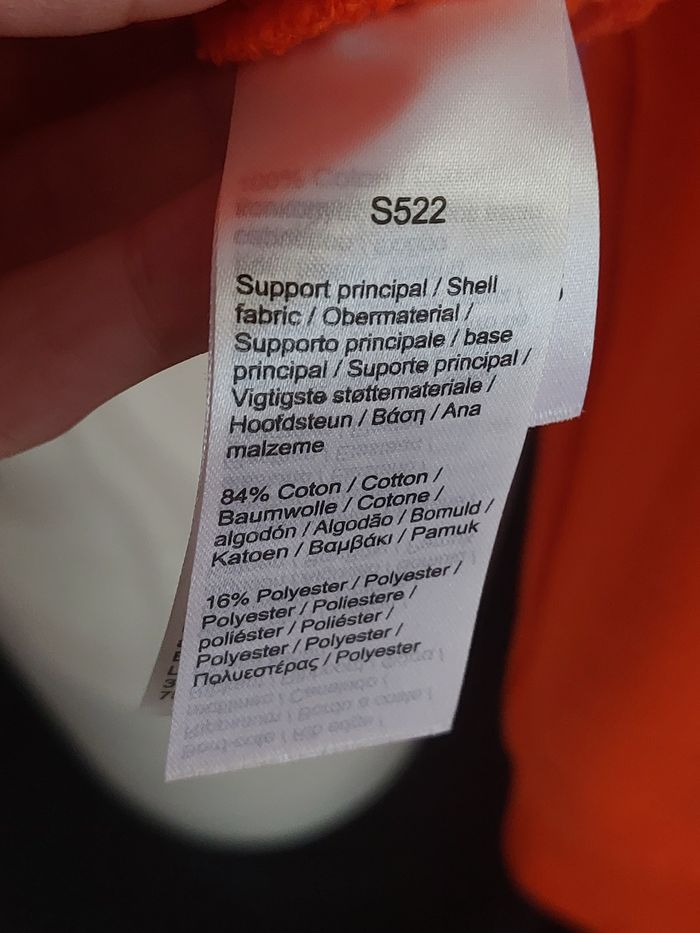 S522
Support principal / Shell
fabric / Obermaterial /
Supporto principale / base
principal / Suporte principal /
Vigtigste støttemateriale /
Hoofdsteun / Βάση / Ana
malzeme
84% Coton / Cotton /
Baumwolle / Cotone /
algodón / Algodão / Bomuld /
Katoen / Βαμβάκι / Pamuk
16% Polyester / Polyester /
Polyester / Poliestere /
poliéster / Poliéster /
Polyester / Polyester /
Πολυεστέρας / Polyester